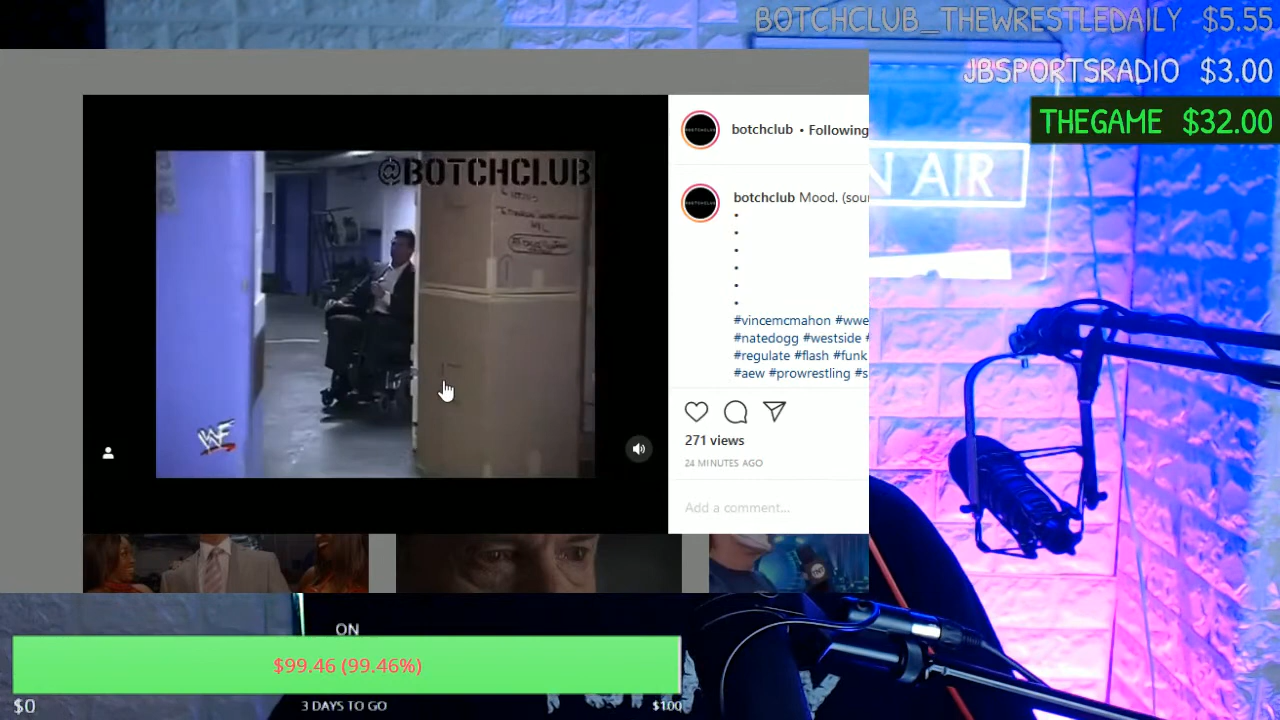 BOTCHCLUB_THEWRESTLEDAILY $5.55
JBSPORTSRADIO $3.00
THEGAME $32.00
N AIR
@BOTCHCLUB
WF
botchclub • Following
botchclub Mood. (sou
•
•
•
•
•
•
#vincemcmahon #wwe
#natedogg #westside #
#regulate #flash #funk
#aew #prowrestling #s
271 views
24 MINUTES AGO
Add a comment...
ON
$99.46 (99.46%)
$0
3 DAYS TO GO
$100